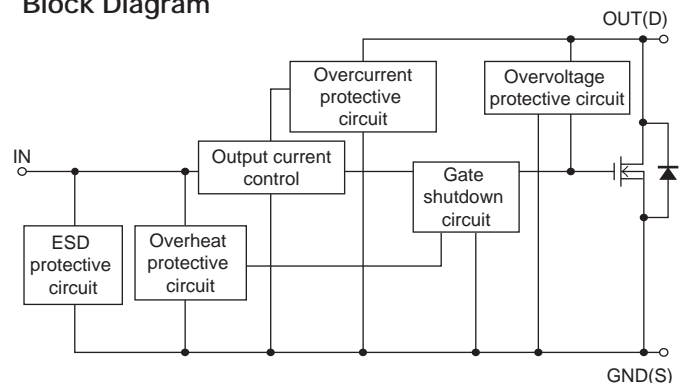 Block Diagram
OUT(D)
Overcurrent
protective
circuit
Overvoltage
protective circuit
IN
Output current
control
Gate
shutdown
circuit
ESD
protective
circuit
Overheat
protective
circuit
GND(S)